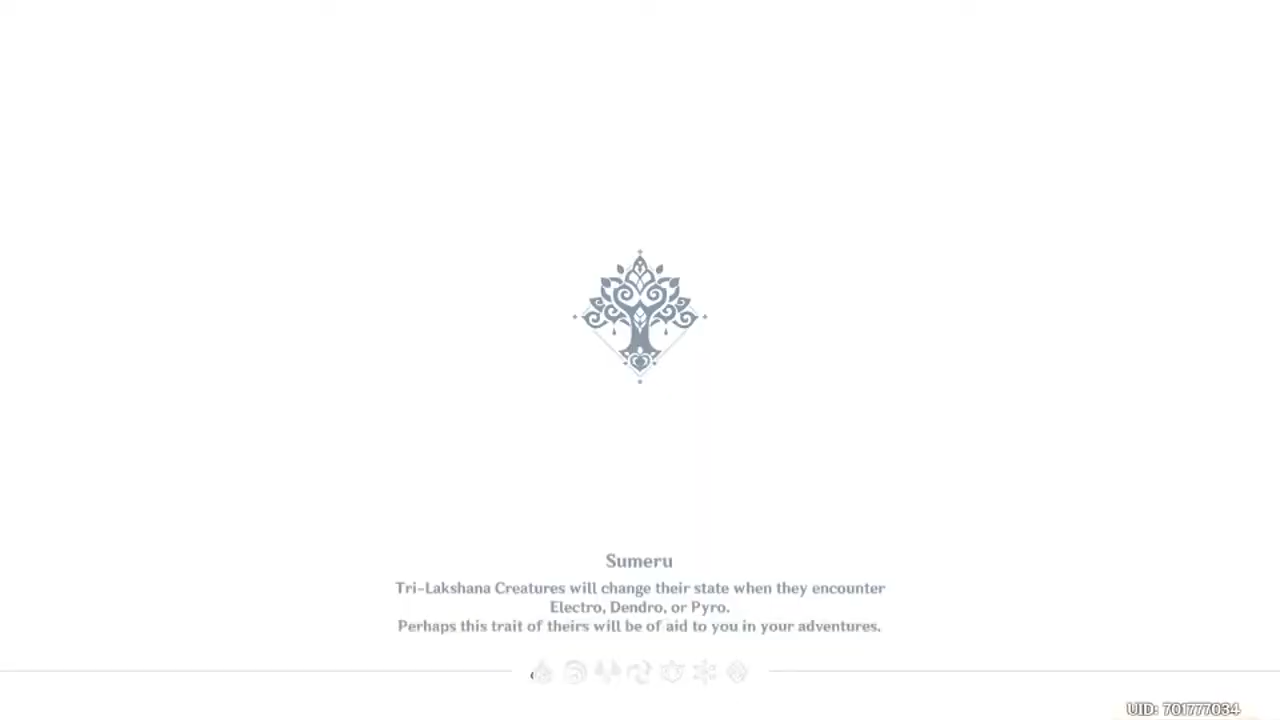 Sumeru
Tri-Lakshana Creatures will change their state when they encounter
Electro, Dendro, or Pyro.
Perhaps this trait of theirs will be of aid to you in your adventures.
UID: 701777034